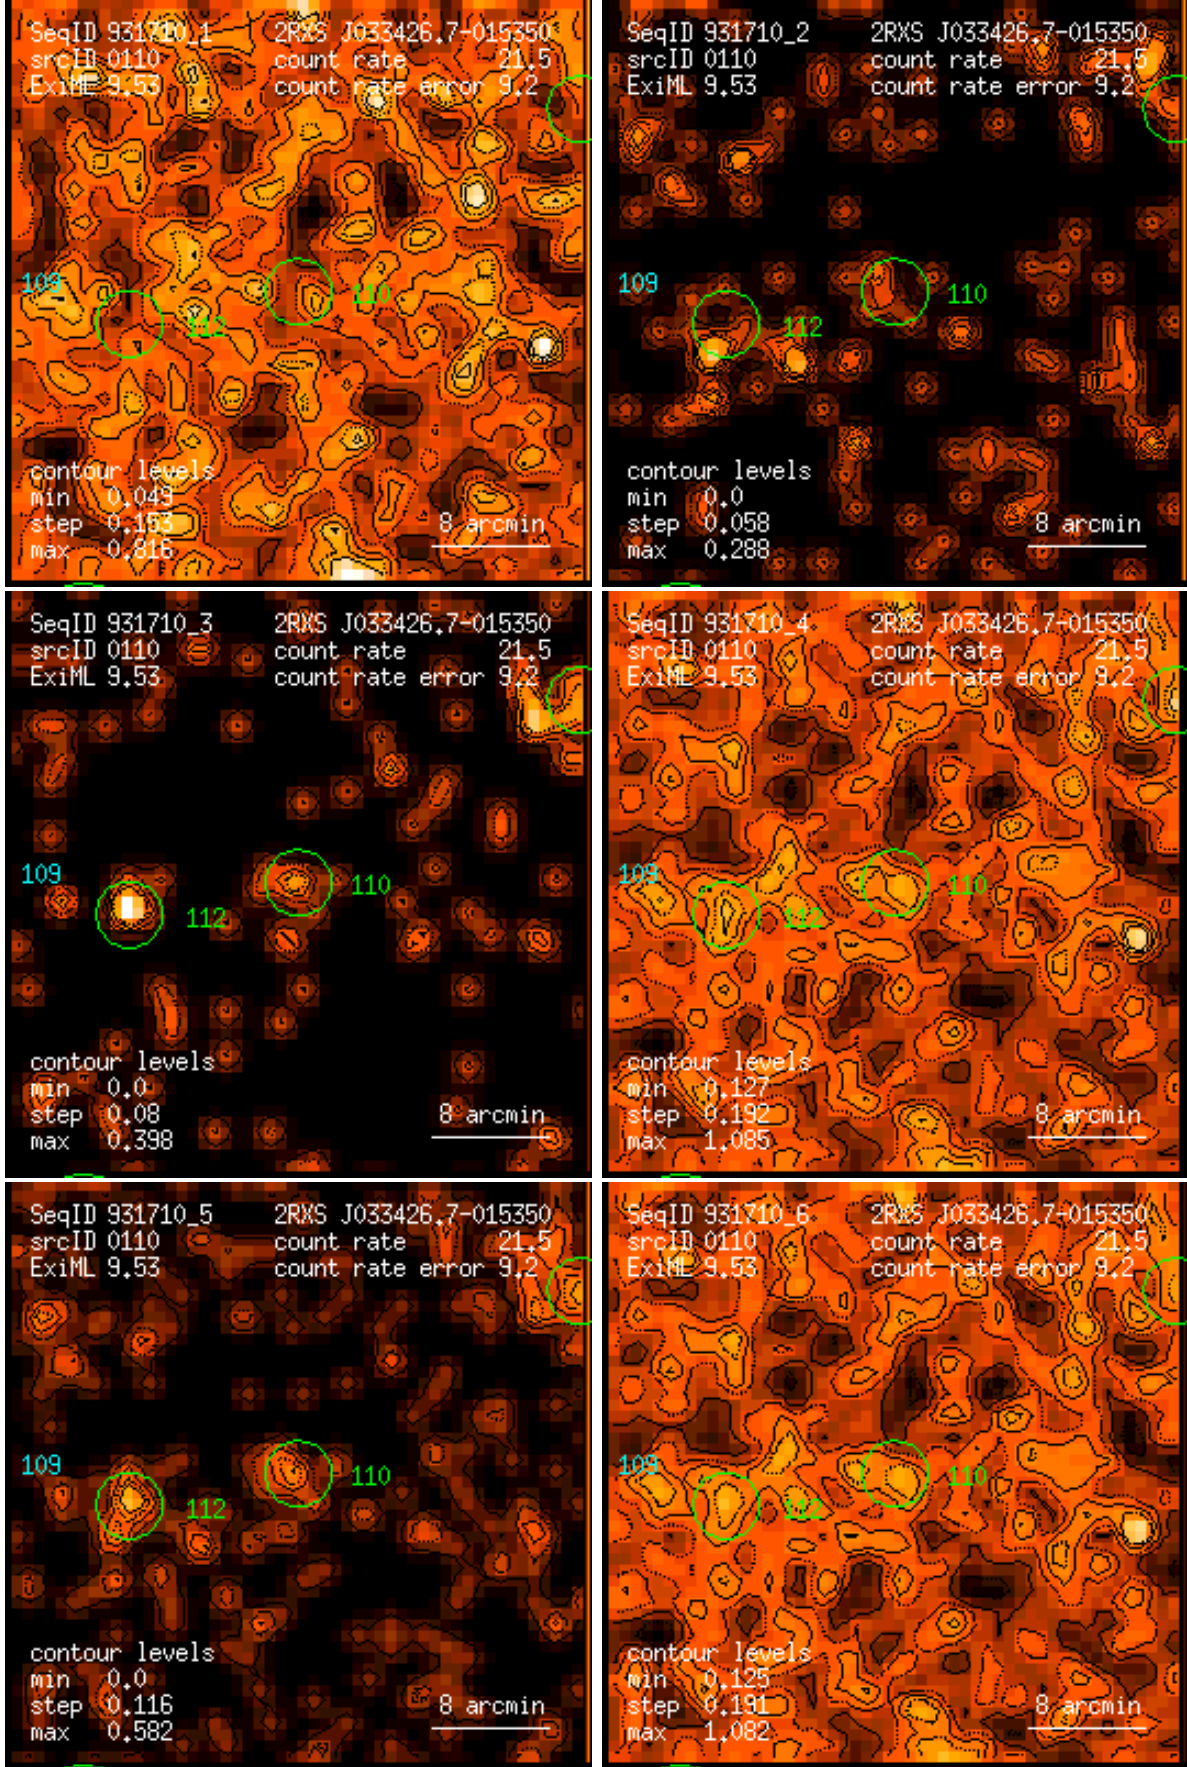 SeqID 931710_1 2RXS J033426.7-015350
srcID 0110 count rate 21.5
ExiML 9.53 count rate error 9.2
109
110
112
contour levels
min 0.049
step 0.153
max 0.816
8 arcmin
SeqID 931710_2 2RXS J033426.7-015350
srcID 0110 count rate 21.5
ExiML 9.53 count rate error 9.2
109
110
112
contour levels
min 0.0
step 0.058
max 0.288
8 arcmin
SeqID 931710_3 2RXS J033426.7-015350
srcID 0110 count rate 21.5
ExiML 9.53 count rate error 9.2
109
110
112
contour levels
min 0.0
step 0.08
max 0.398
8 arcmin
SeqID 931710_4 2RXS J033426.7-015350
srcID 0110 count rate 21.5
ExiML 9.53 count rate error 9.2
109
110
112
contour levels
min 0.127
step 0.192
max 1.085
8 arcmin
SeqID 931710_5 2RXS J033426.7-015350
srcID 0110 count rate 21.5
ExiML 9.53 count rate error 9.2
109
110
112
contour levels
min 0.0
step 0.116
max 0.582
8 arcmin
SeqID 931710_6 2RXS J033426.7-015350
srcID 0110 count rate 21.5
ExiML 9.53 count rate error 9.2
109
110
112
contour levels
min 0.125
step 0.191
max 1.082
8 arcmin